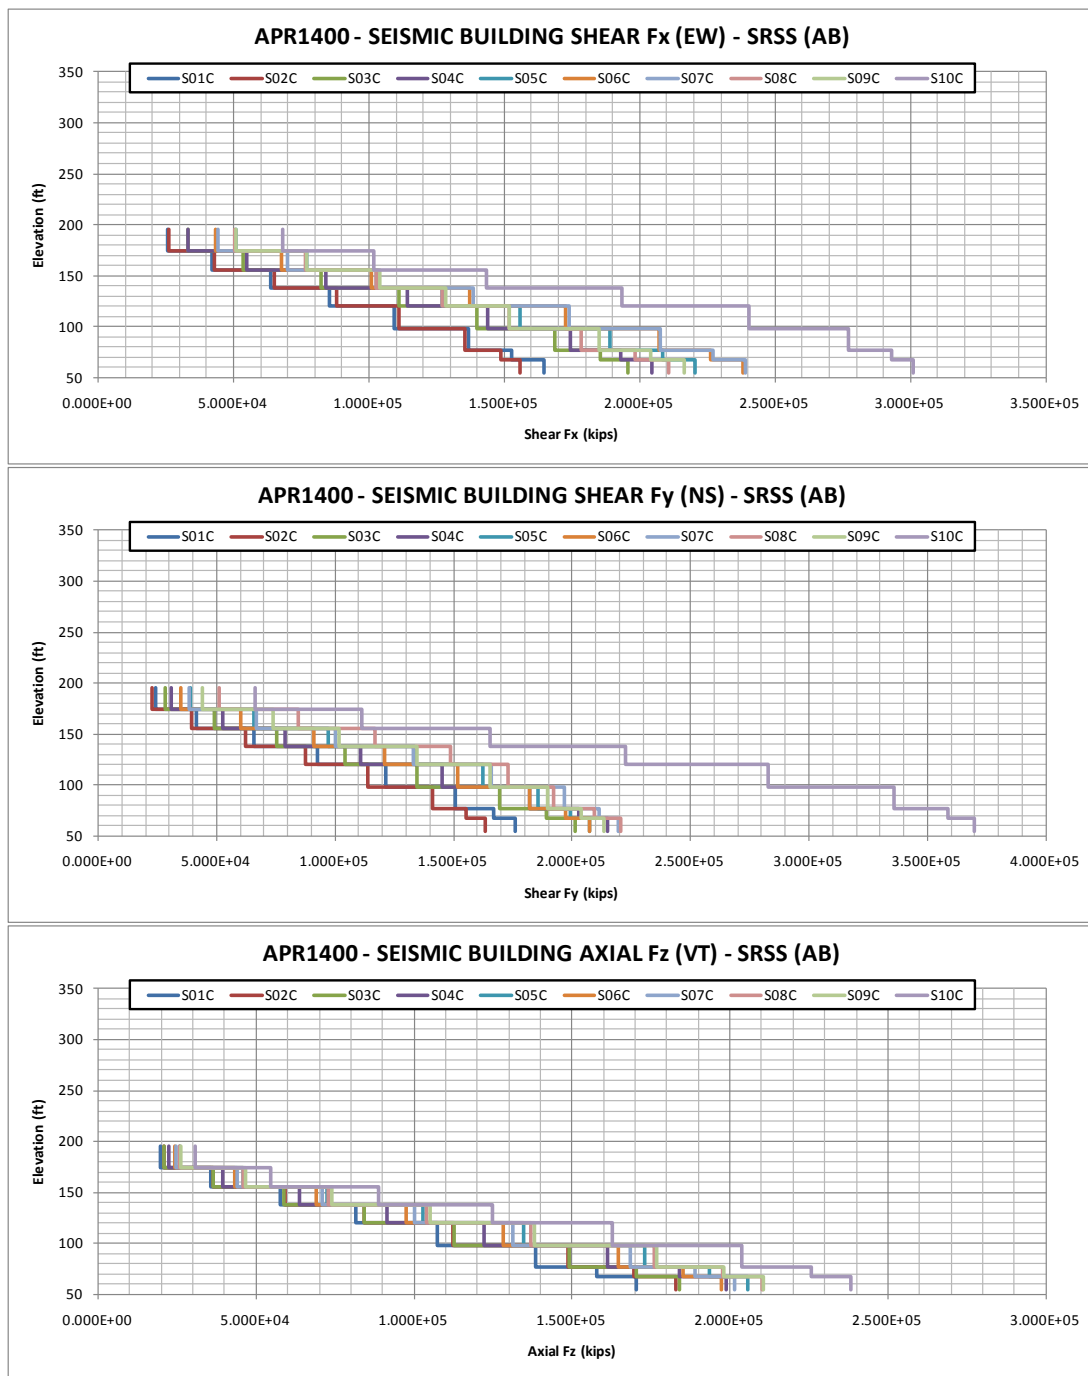 APR1400 - SEISMIC BUILDING SHEAR Fx (EW) - SRSS (AB)
350
S01C S02C S03C S04C S05C S06C S07C S08C S09C S10C
300
250
200
150
100
50
Elevation (ft)
0.000E+00 5.000E+04 1.000E+05 1.500E+05 2.000E+05 2.500E+05 3.000E+05 3.500E+05
Shear Fx (kips)
APR1400 - SEISMIC BUILDING SHEAR Fy (NS) - SRSS (AB)
350
S01C S02C S03C S04C S05C S06C S07C S08C S09C S10C
300
250
200
150
100
50
Elevation (ft)
0.000E+00 5.000E+04 1.000E+05 1.500E+05 2.000E+05 2.500E+05 3.000E+05 3.500E+05 4.000E+05
Shear Fy (kips)
APR1400 - SEISMIC BUILDING AXIAL Fz (VT) - SRSS (AB)
350
S01C S02C S03C S04C S05C S06C S07C S08C S09C S10C
300
250
200
150
100
50
Elevation (ft)
0.000E+00 5.000E+04 1.000E+05 1.500E+05 2.000E+05 2.500E+05 3.000E+05
Axial Fz (kips)